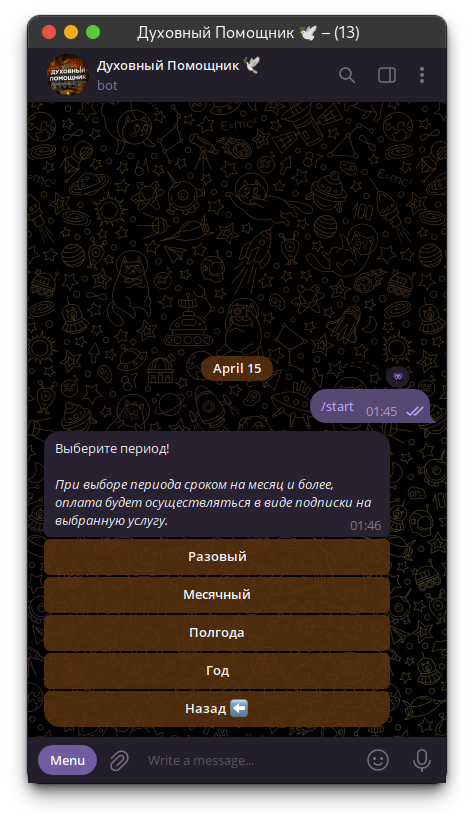 Духовный Помощник 🕊 – (13)
ДУХОВНЫЙ
ПОМОЩНИК
Духовный Помощник 🕊
bot
April 15
/start 01:45
Выберите период!
При выборе периода сроком на месяц и более,
оплата будет осуществляться в виде подписки на
выбранную услугу.
01:46
Разовый
Месячный
Полгода
Год
Назад ⬅️
Menu
Write a message...